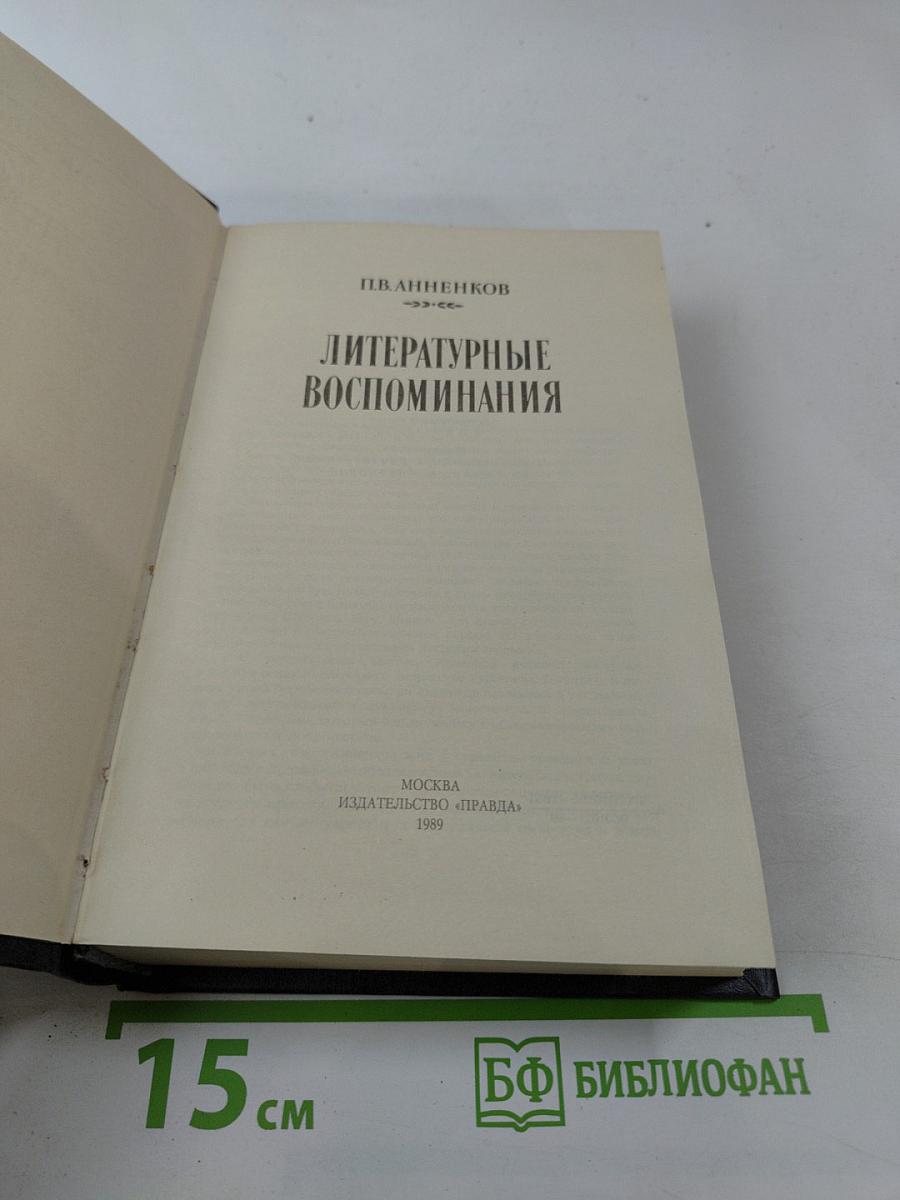 П.В.АННЕНКОВ
ЛИТЕРАТУРНЫЕ
ВОСПОМИНАНИЯ
МОСКВА
ИЗДАТЕЛЬСТВО «ПРАВДА»
1989
15 см
БФ БИБЛИОФАН